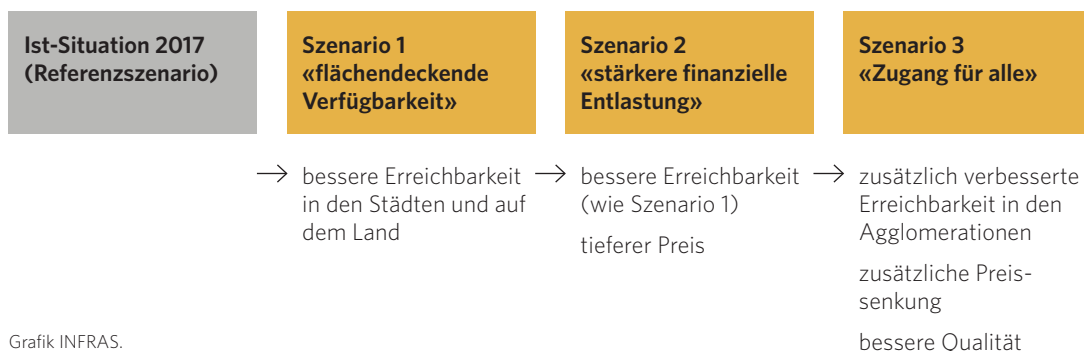 Ist-Situation 2017
(Referenzszenario)
Szenario 1
«flächendeckende
Verfügbarkeit»
Szenario 2
«stärkere finanzielle
Entlastung»
Szenario 3
«Zugang für alle»
→ bessere Erreichbarkeit
in den Städten und auf
dem Land
→ bessere Erreichbarkeit
(wie Szenario 1)
tieferer Preis
→ zusätzlich verbesserte
Erreichbarkeit in den
Agglomerationen
zusätzliche Preis-
senkung
bessere Qualität
Grafik INFRAS.